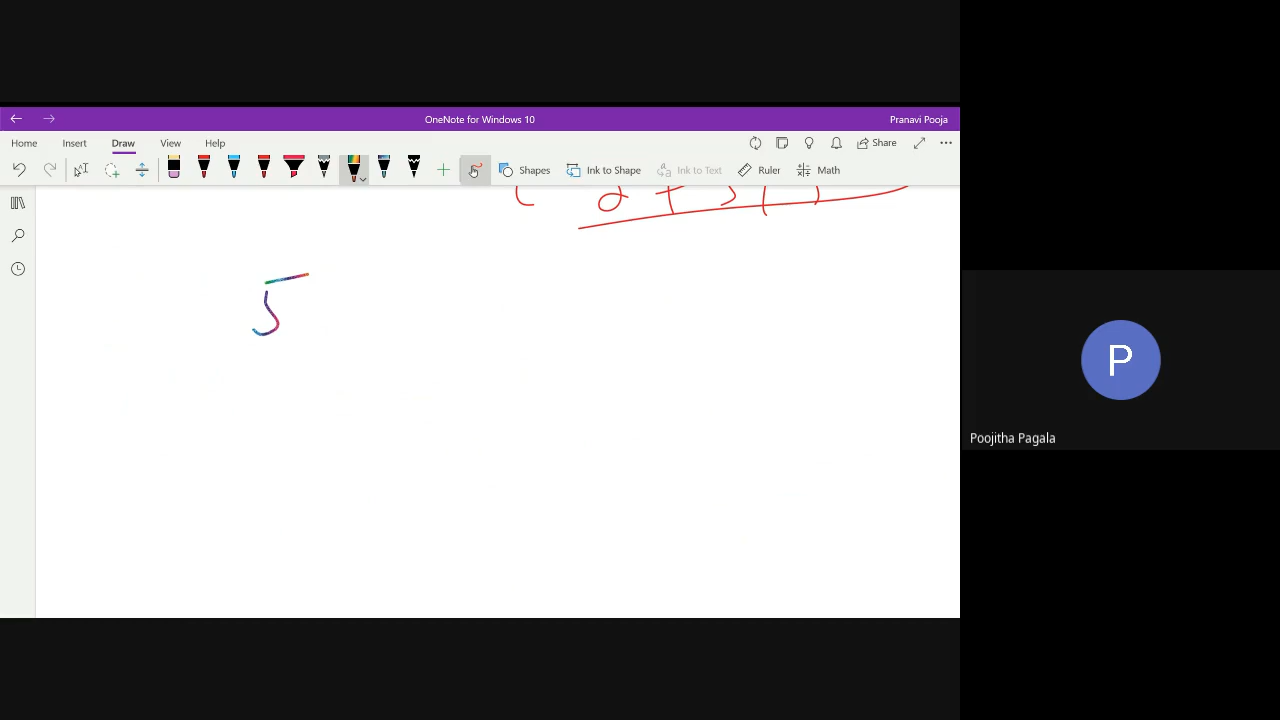 OneNote for Windows 10
Pranavi Pooja
Home Insert Draw View Help
Share
Shapes Ink to Shape Ink to Text Ruler Math
5
P
Poojitha Pagala